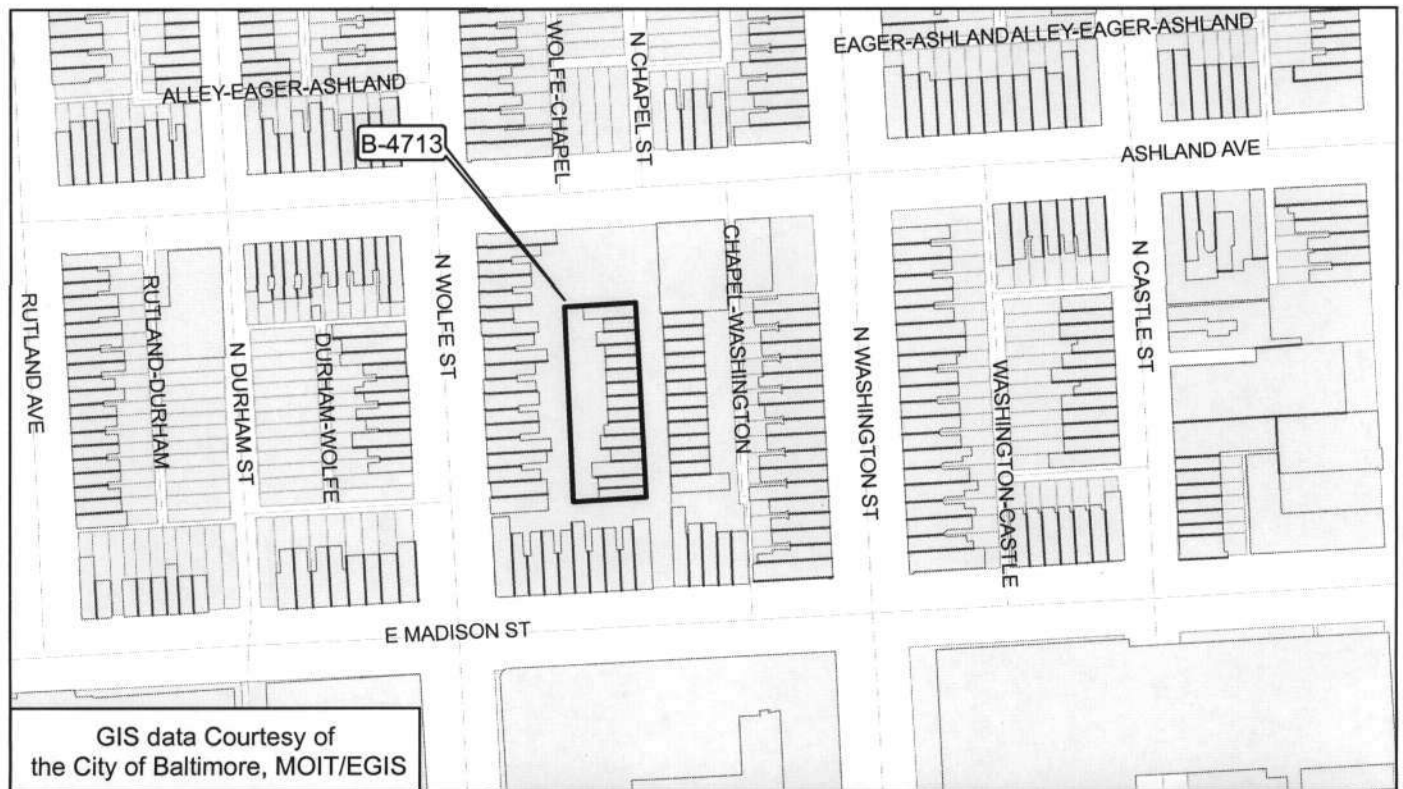 WOLFE-CHAPEL
N CHAPEL ST
EAGER-ASHLAND
ALLEY-EAGER-ASHLAND
ALLEY-EAGER-ASHLAND
B-4713
ASHLAND AVE
RUTLAND AVE
RUTLAND-DURHAM
N DURHAM ST
DURHAM-WOLFE
N WOLFE ST
CHAPEL-WASHINGTON
N WASHINGTON ST
WASHINGTON-CASTLE
N CASTLE ST
E MADISON ST
GIS data Courtesy of
the City of Baltimore, MOIT/EGIS